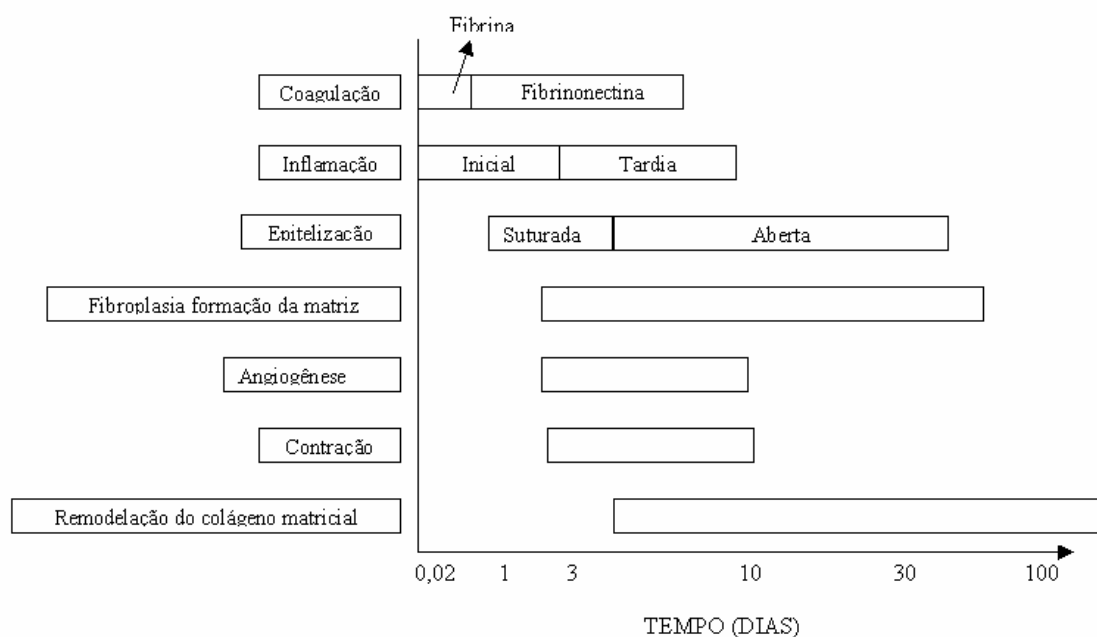 Fibrina
Coagulação
Fibrinonectina
Inflamação
Inicial
Tardia
Epitelização
Suturada
Aberta
Fibroplasia formação da matriz
Angiogênese
Contração
Remodelação do colágeno matricial
0,02 1 3 10 30 100
TEMPO (DIAS)